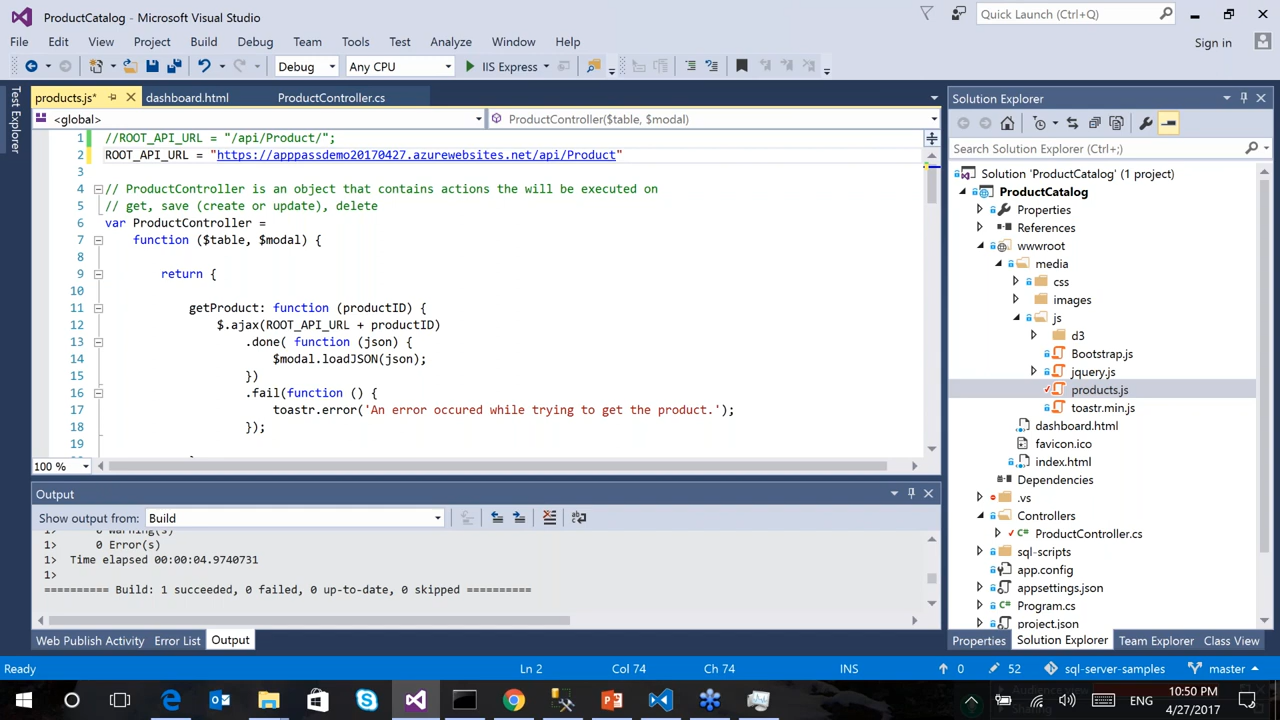 ProductCatalog - Microsoft Visual Studio
Quick Launch (Ctrl+Q)
File Edit View Project Build Debug Team Tools Test Analyze Window Help
Sign in
Debug Any CPU IIS Express
Test Explorer
products.js* dashboard.html ProductController.cs
<global> ProductController($table, $modal)
1 //ROOT_API_URL = "/api/Product/";
2 ROOT_API_URL = "https://apppassdemo20170427.azurewebsites.net/api/Product"
3
4 // ProductController is an object that contains actions the will be executed on
5 // get, save (create or update), delete
6 var ProductController =
7 function ($table, $modal) {
8
9 return {
10
11 getProduct: function (productID) {
12 $.ajax(ROOT_API_URL + productID)
13 .done( function (json) {
14 $modal.loadJSON(json);
15 })
16 .fail(function () {
17 toastr.error('An error occured while trying to get the product.');
18 });
19
100 %
Output
Show output from: Build
1> 0 Warning(s)
1> 0 Error(s)
1> Time elapsed 00:00:04.9740731
1>
========== Build: 1 succeeded, 0 failed, 0 up-to-date, 0 skipped ==========
Web Publish Activity Error List Output
Solution Explorer
Search Solution Explorer (Ctrl+;)
Solution 'ProductCatalog' (1 project)
ProductCatalog
Properties
References
wwwroot
media
css
images
js
d3
Bootstrap.js
jquery.js
products.js
toastr.min.js
dashboard.html
favicon.ico
index.html
Dependencies
.vs
Controllers
ProductController.cs
sql-scripts
app.config
appsettings.json
Program.cs
project.json
Properties Solution Explorer Team Explorer Class View
Ready Ln 2 Col 74 Ch 74 INS 0 52 sql-server-samples master
ENG
10:50 PM
4/27/2017